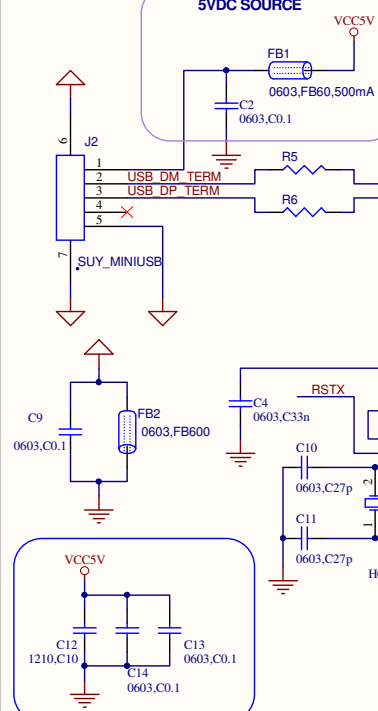 5VDC SOURCE
VCC5V
FB1
0603,FB60,500mA
C2
0603,C0.1
6
J2
1
2
3
4
5
USB_DM_TERM
USB_DP_TERM
R5
R6
7
SUY_MINIUSB
C9
0603,C0.1
FB2
0603,FB600
C4
0603,C33n
RSTX
C10
0603,C27p
2
C11
0603,C27p
1
VCC5V
C12
1210,C10
C14
0603,C0.1
C13
0603,C0.1